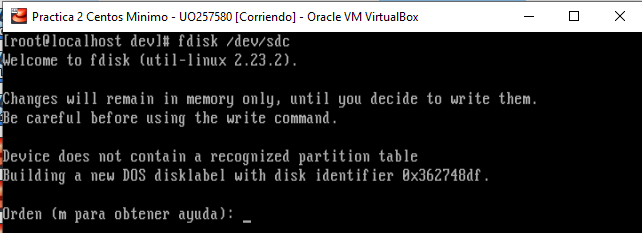 Practica 2 Centos Minimo - UO257580 [Corriendo] - Oracle VM VirtualBox
[root@localhost dev]# fdisk /dev/sdc
Welcome to fdisk (util-linux 2.23.2).
Changes will remain in memory only, until you decide to write them.
Be careful before using the write command.
Device does not contain a recognized partition table
Building a new DOS disklabel with disk identifier 0x362748df.
Orden (m para obtener ayuda): _